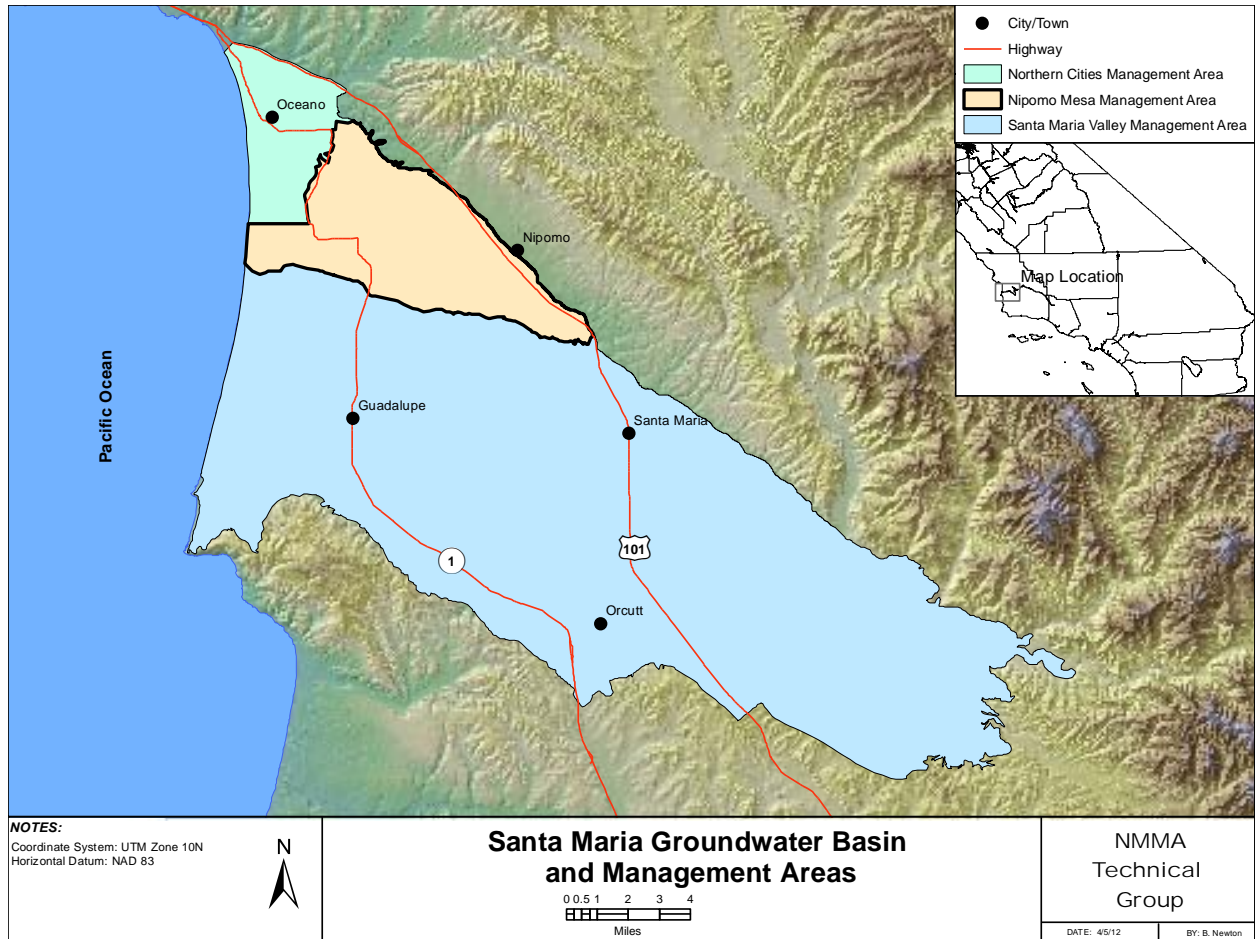 City/Town
Highway
Northern Cities Management Area
Nipomo Mesa Management Area
Santa Maria Valley Management Area
Map Location
Oceano
Nipomo
Pacific Ocean
Guadalupe
Santa Maria
101
1
Orcutt
NOTES:
Coordinate System: UTM Zone 10N
Horizontal Datum: NAD 83
N
Santa Maria Groundwater Basin
and Management Areas
0 0.5 1 2 3 4
Miles
NMMA
Technical
Group
DATE: 4/5/12
BY: B. Newton